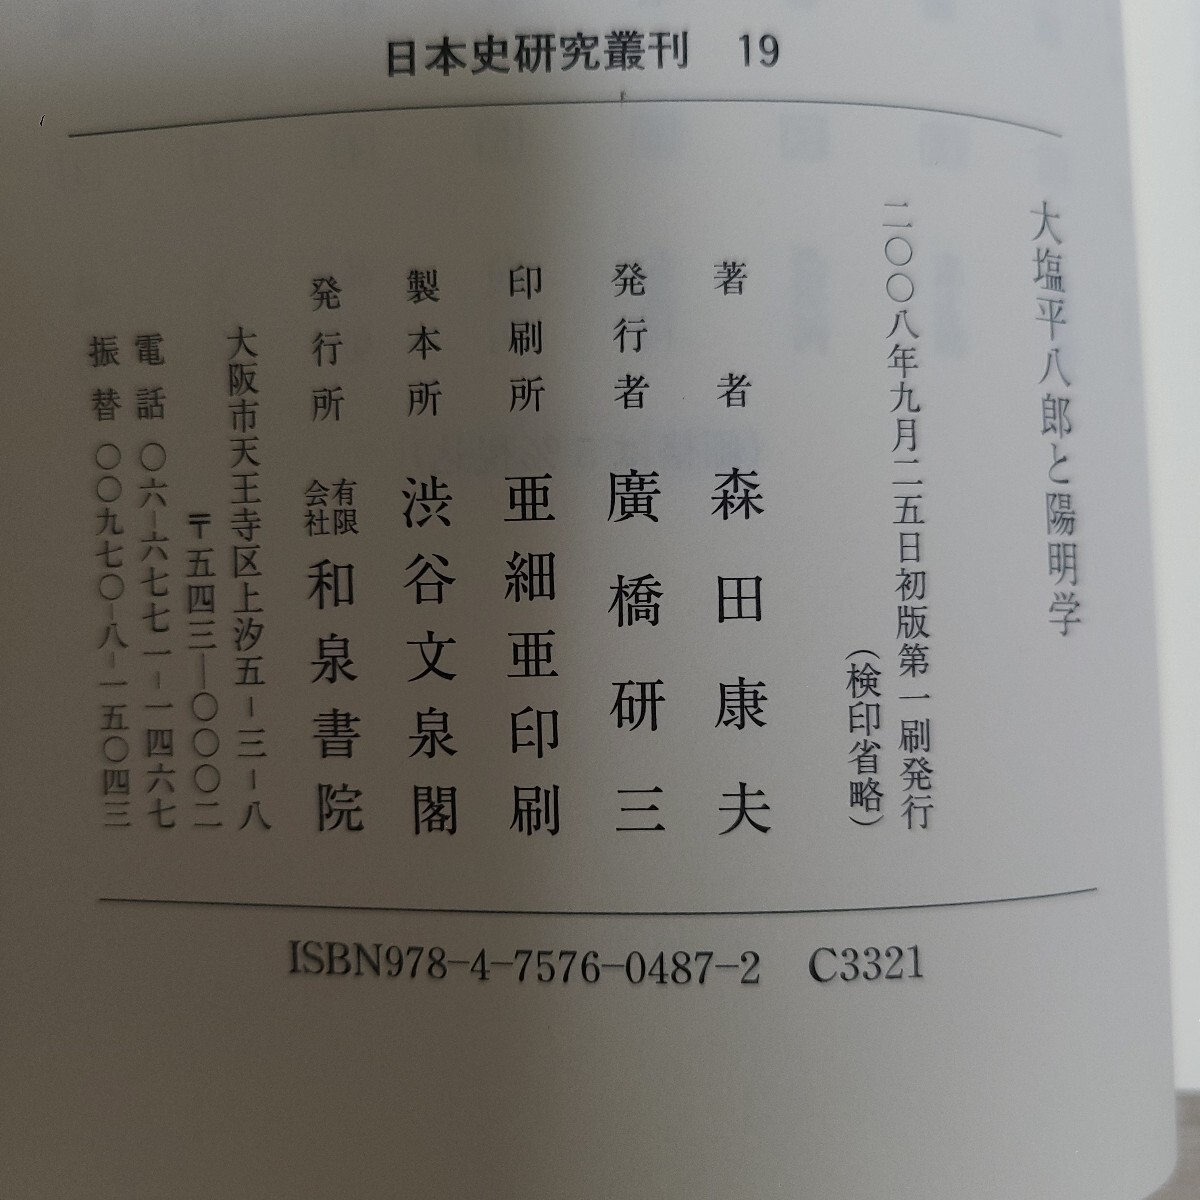 日本史研究叢刊 19
大塩平八郎と陽明学
二〇〇八年九月二五日初版第一刷発行
(検印省略)
著者 森田康夫
発行者 廣橋研三
印刷所 亜細亜印刷
製本所 渋谷文泉閣
発行所 有限会社 和泉書院
大阪市天王寺区上汐五-三-八
〒五四三-〇〇〇二
電話 〇六-六七七一-一四六七
振替 〇〇九七〇-八-一五〇四三
ISBN978-4-7576-0487-2 C3321